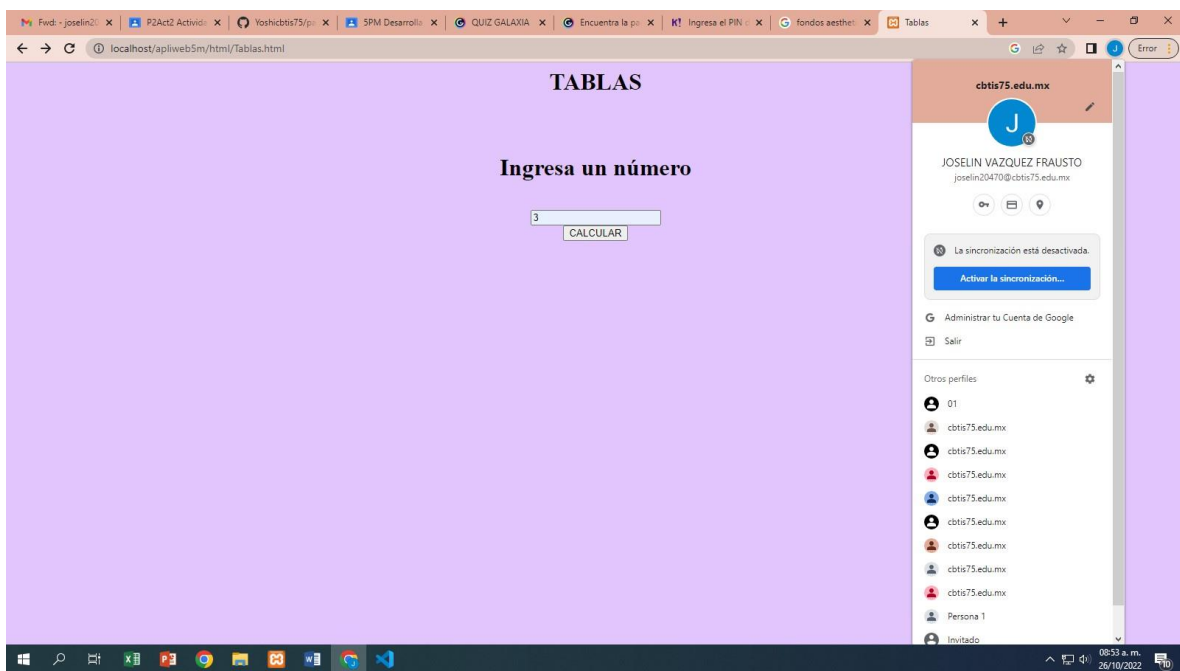 Fwd: - joselin20
P2Act2 Activida
Yoshicbtis75/pa
5PM Desarrolla
QUIZ GALAXIA
Encuentra la pa
K! Ingresa el PIN d
fondos aesthet
Tablas
localhost/apliweb5m/html/Tablas.html
Error
TABLAS
Ingresa un número
3
CALCULAR
cbtis75.edu.mx
J
JOSELIN VAZQUEZ FRAUSTO
joselin20470@cbtis75.edu.mx
La sincronización está desactivada.
Activar la sincronización...
Administrar tu Cuenta de Google
Salir
Otros perfiles
01
cbtis75.edu.mx
cbtis75.edu.mx
cbtis75.edu.mx
cbtis75.edu.mx
cbtis75.edu.mx
cbtis75.edu.mx
cbtis75.edu.mx
cbtis75.edu.mx
Persona 1
Invitado
08:53 a. m.
26/10/2022